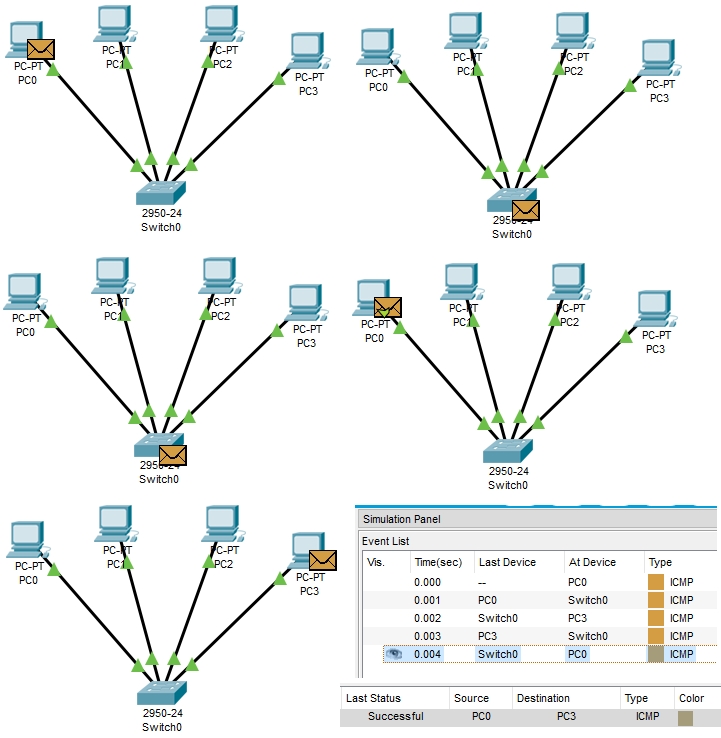 PC-PT
PC0
PC-PT
PC1
PC-PT
PC2
PC-PT
PC3
2950-24
Switch0
PC-PT
PC0
PC-PT
PC1
PC-PT
PC2
PC-PT
PC3
2950-24
Switch0
PC-PT
PC0
PC-PT
PC1
PC-PT
PC2
PC-PT
PC3
2950-24
Switch0
PC-PT
PC0
PC-PT
PC1
PC-PT
PC2
PC-PT
PC3
2950-24
Switch0
PC-PT
PC0
PC-PT
PC1
PC-PT
PC2
PC-PT
PC3
2950-24
Switch0
Simulation Panel
Event List
Vis. Time(sec) Last Device At Device Type
0.000 -- PC0 ICMP
0.001 PC0 Switch0 ICMP
0.002 Switch0 PC3 ICMP
0.003 PC3 Switch0 ICMP
0.004 Switch0 PC0 ICMP
Last Status Source Destination Type Color
Successful PC0 PC3 ICMP